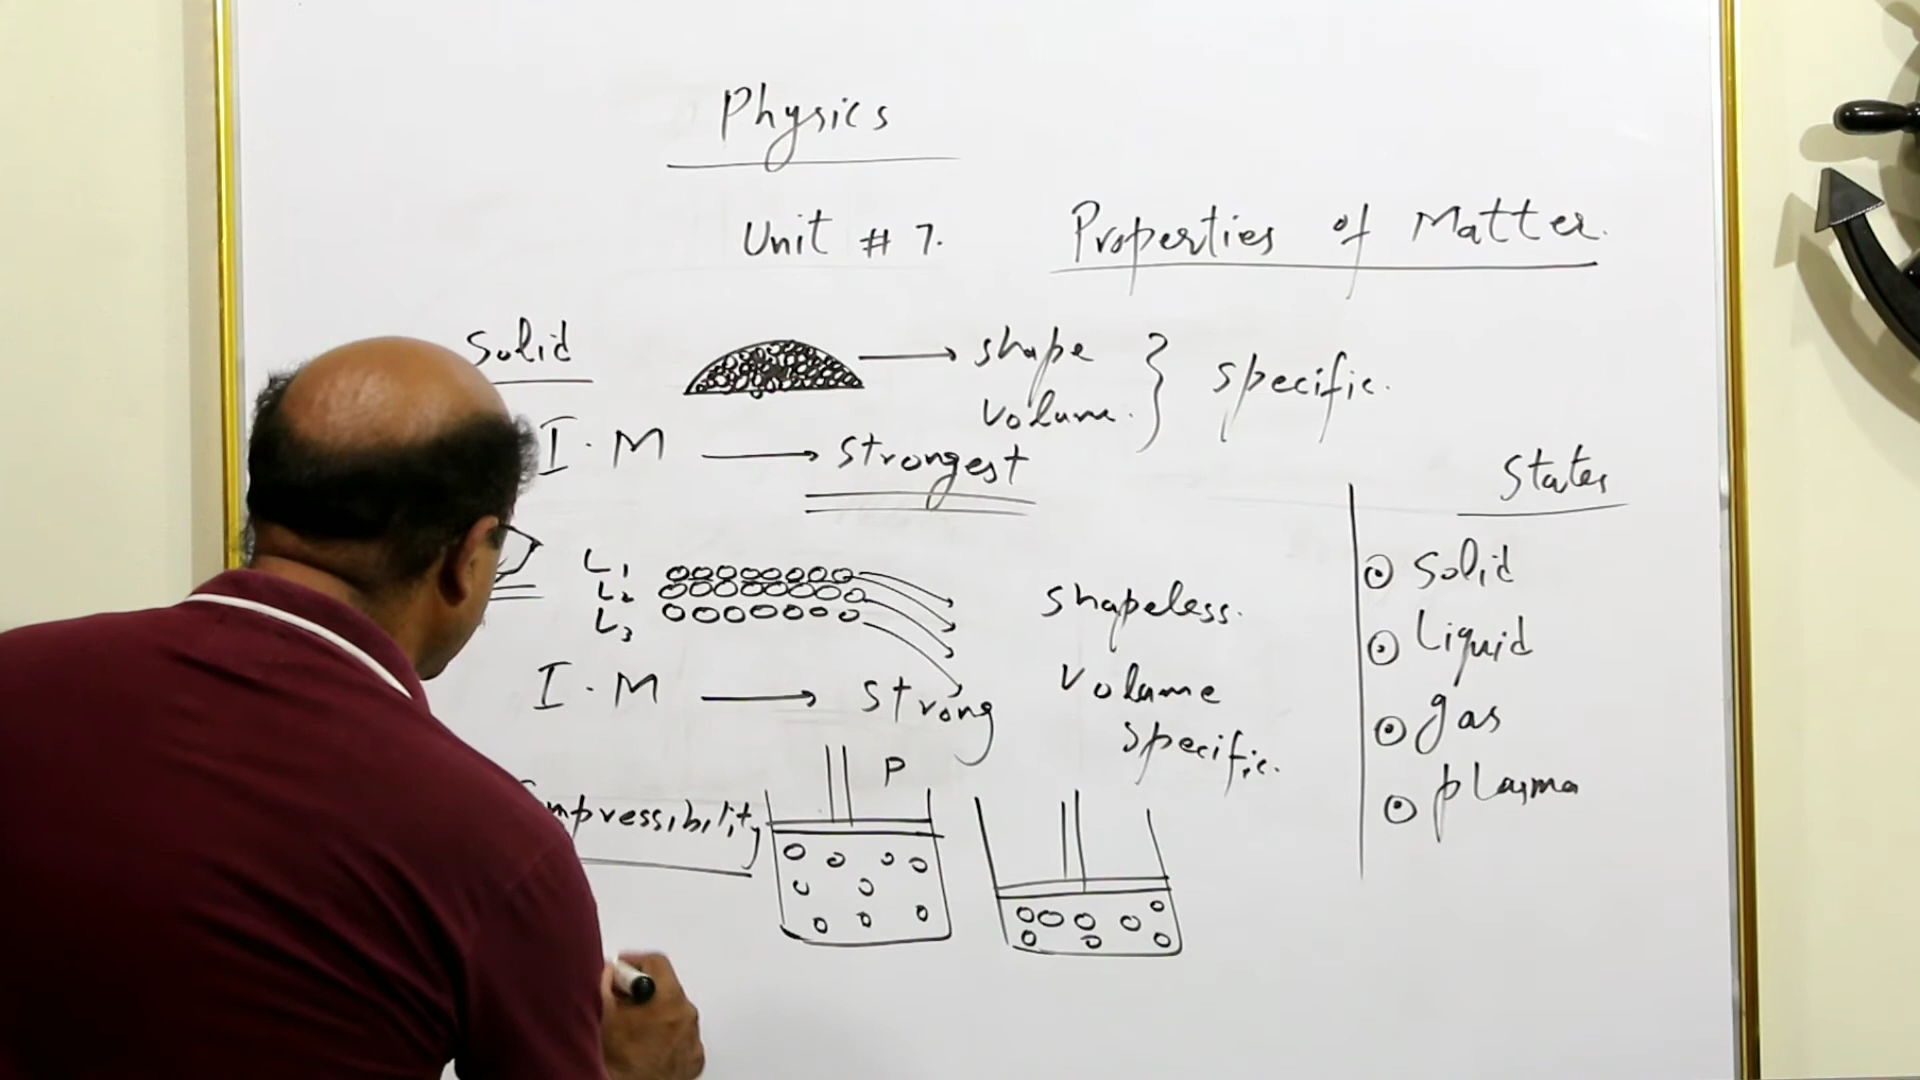 Physics
Unit # 7. Properties of Matter.
Solid
shape
volume. } specific.
I.M → strongest
States
L1
L2
L3
shapeless.
volume
specific.
I.M → strong
P
⊙ Solid
⊙ Liquid
⊙ gas
⊙ plasma